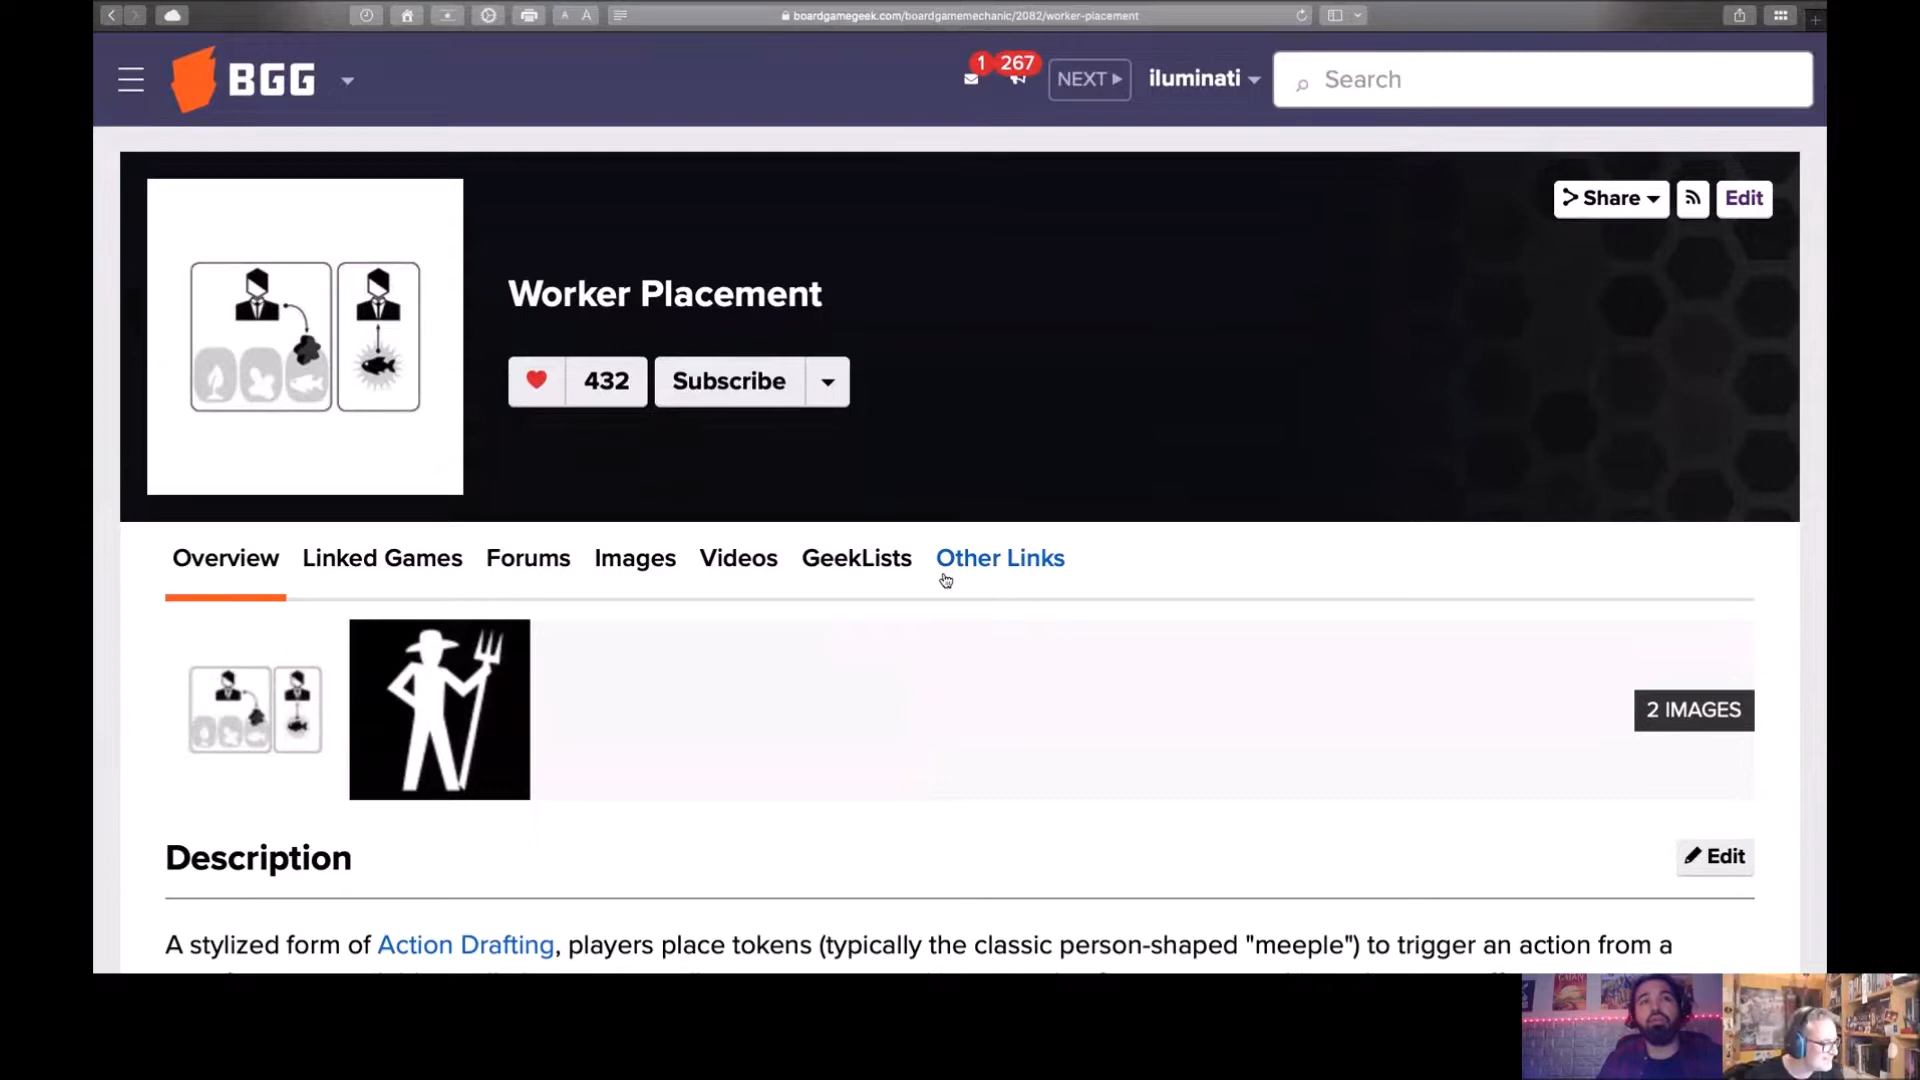 boardgamegeek.com/boardgamemechanic/2082/worker-placement
A A
BGG
1 267
NEXT
iluminati
Search
Share
Edit
Worker Placement
432
Subscribe
Overview Linked Games Forums Images Videos GeekLists Other Links
2 IMAGES
Description
Edit
A stylized form of Action Drafting, players place tokens (typically the classic person-shaped "meeple") to trigger an action from a